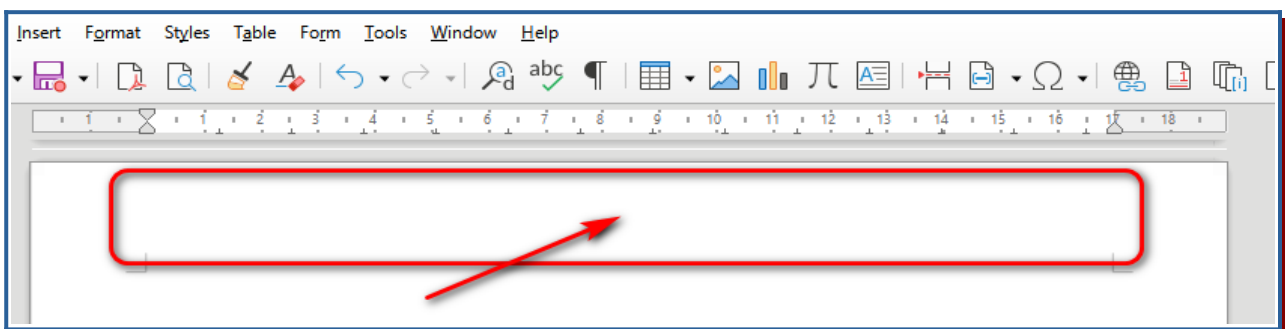 Insert Format Styles Table Form Tools Window Help
a d abc ¶ π A Ω 1 [i]
1 1 2 3 4 5 6 7 8 9 10 11 12 13 14 15 16 17 18